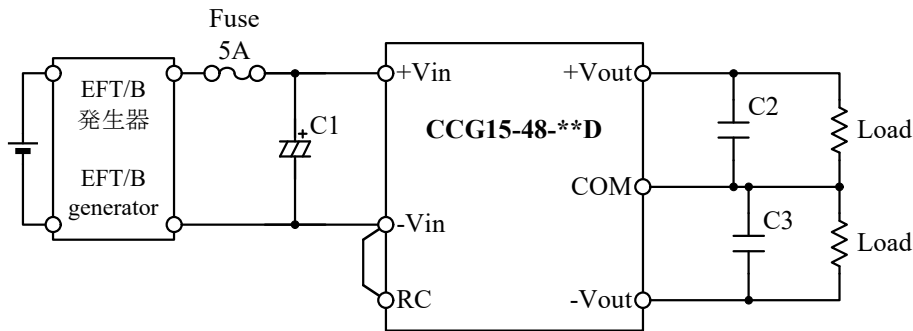 Fuse
5A
EFT/B
発生器
EFT/B
generator
+
C1
+Vin
-Vin
RC
CCG15-48-**D
+Vout
COM
-Vout
C2
C3
Load
Load